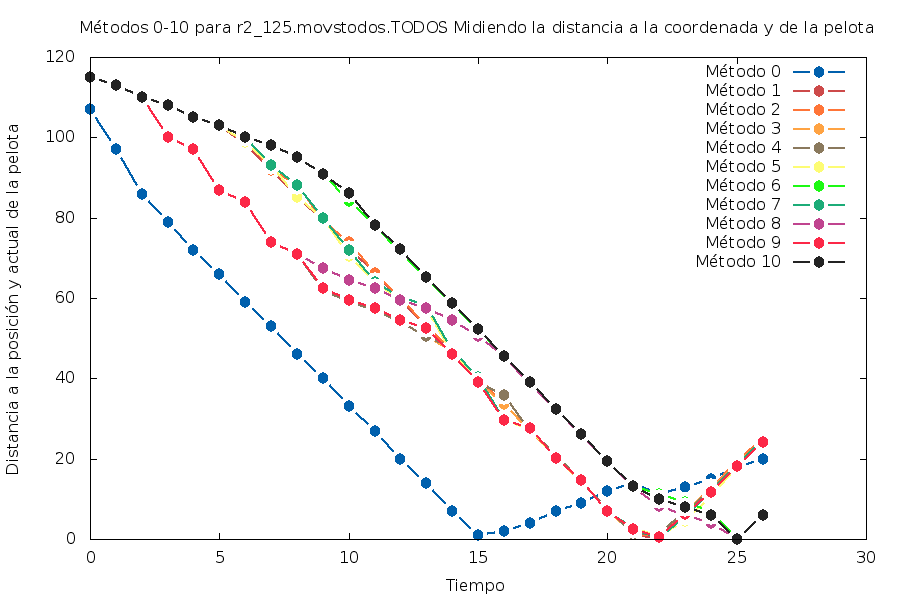 Métodos 0-10 para r2_125.movstodos.TODOS Midiendo la distancia a la coordenada y de la pelota
Distancia a la posición y actual de la pelota
120
100
80
60
40
20
0
Método 0
Método 1
Método 2
Método 3
Método 4
Método 5
Método 6
Método 7
Método 8
Método 9
Método 10
0 5 10 15 20 25 30
Tiempo